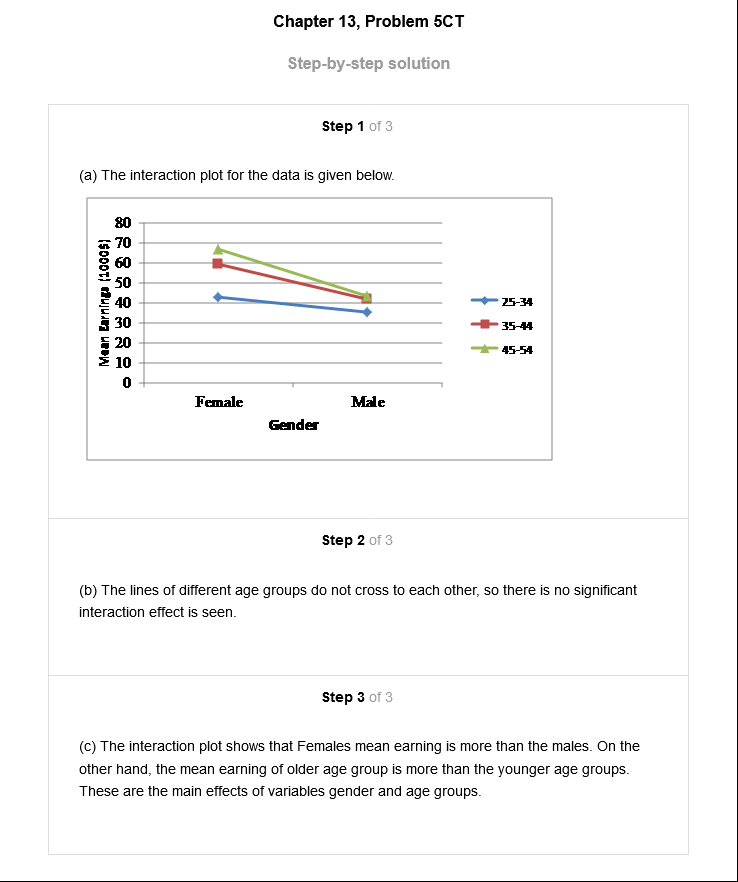 Chapter 13, Problem 5CT
Step-by-step solution
Step 1 of 3
(a) The interaction plot for the data is given below.
80
70
60
50
40
30
20
10
0
Mean Earnings (1000$)
Female Male
Gender
25-34
35-44
45-54
Step 2 of 3
(b) The lines of different age groups do not cross to each other, so there is no significant
interaction effect is seen.
Step 3 of 3
(c) The interaction plot shows that Females mean earning is more than the males. On the
other hand, the mean earning of older age group is more than the younger age groups.
These are the main effects of variables gender and age groups.